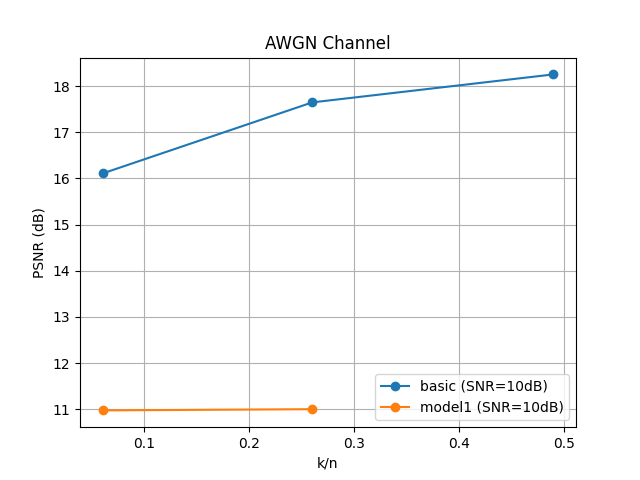 AWGN Channel
PSNR (dB)
18
17
16
15
14
13
12
11
basic (SNR=10dB)
model1 (SNR=10dB)
0.1 0.2 0.3 0.4 0.5
k/n